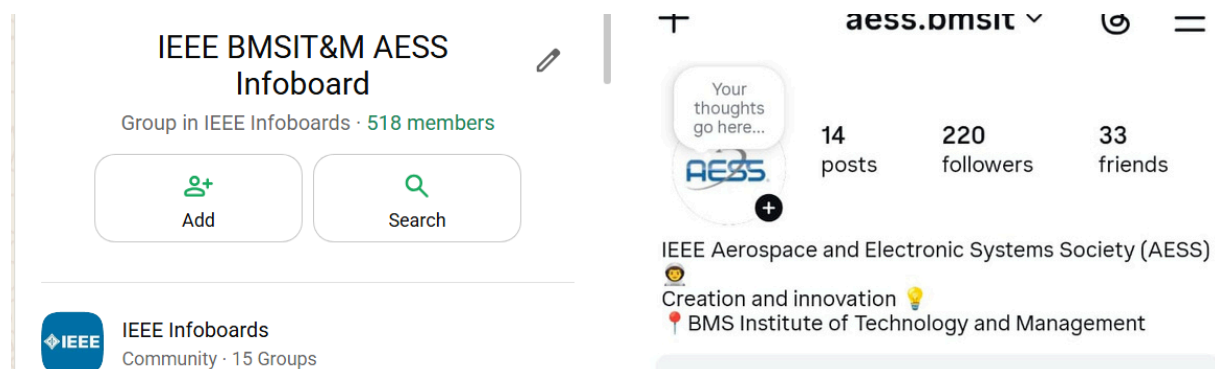 IEEE BMSIT&M AESS
Infoboard
Group in IEEE Infoboards · 518 members
Add
Search
IEEE
IEEE Infoboards
Community · 15 Groups
aess.bmsit
Your
thoughts
go here...
AESS
14
posts
220
followers
33
friends
IEEE Aerospace and Electronic Systems Society (AESS)
👨‍🚀
Creation and innovation 💡
📍BMS Institute of Technology and Management